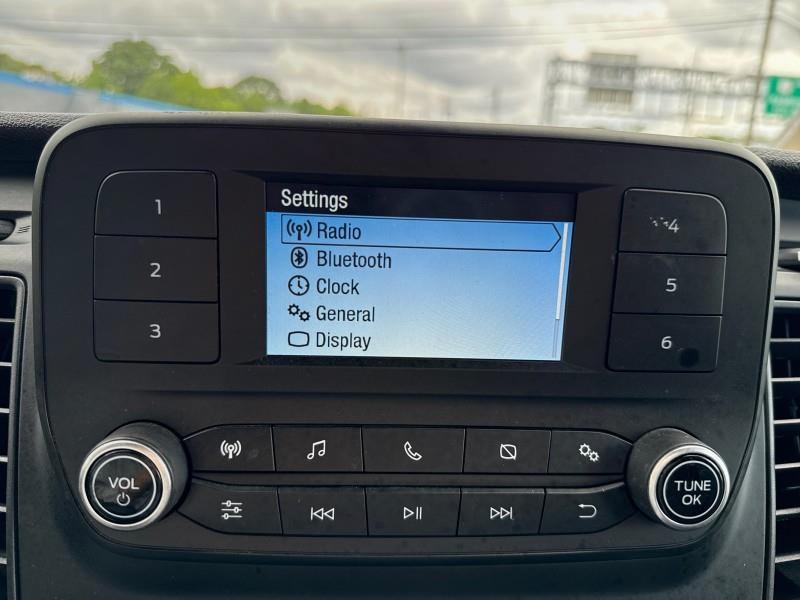 Settings
Radio
Bluetooth
Clock
General
Display
1
2
3
4
5
6
VOL
TUNE
OK